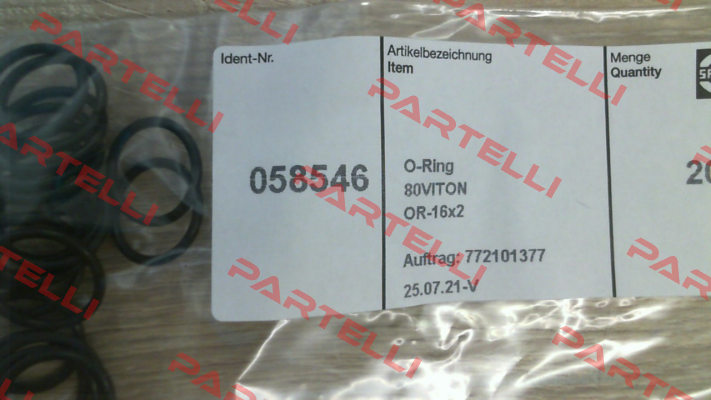 Ident-Nr.
058546
Artikelbezeichnung
Item
O-Ring
80VITON
OR-16x2
Auftrag: 772101377
25.07.21-V
Menge
Quantity
PARTELLI
PARTELLI
PARTELLI
PARTELLI
PARTELLI
PARTELLI